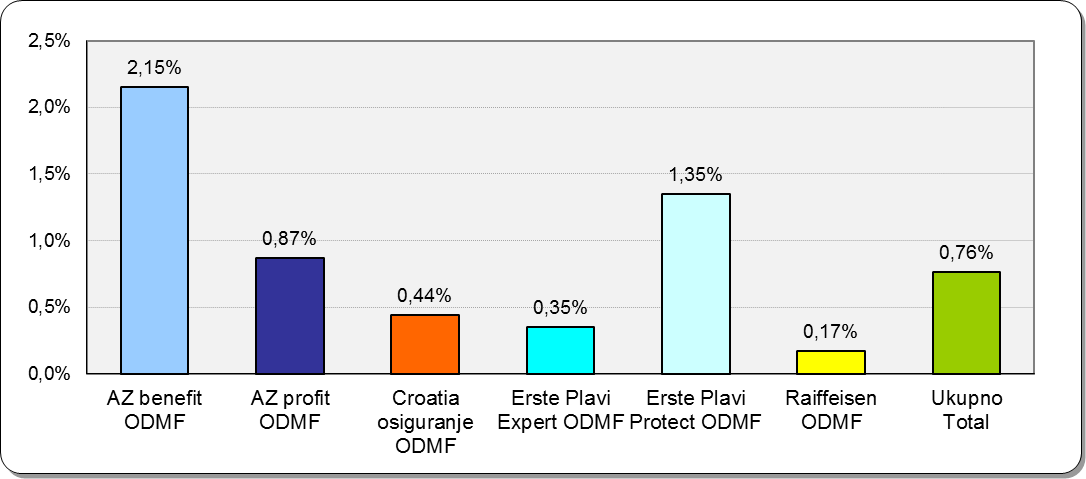 2,5%
2,0%
1,5%
1,0%
0,5%
0,0%
2,15%
0,87%
0,44%
0,35%
1,35%
0,17%
0,76%
AZ benefit
ODMF
AZ profit
ODMF
Croatia
osiguranje
ODMF
Erste Plavi
Expert ODMF
Erste Plavi
Protect ODMF
Raiffeisen
ODMF
Ukupno
Total